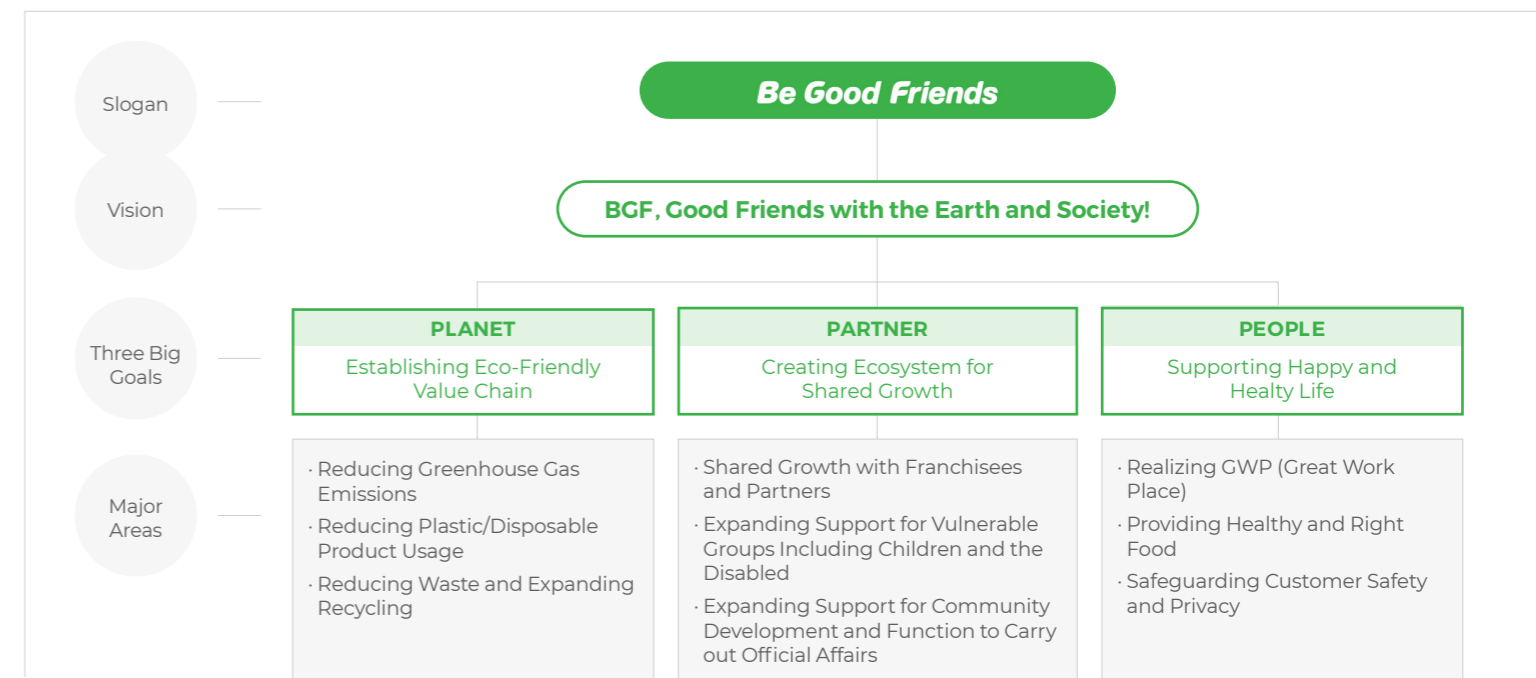 Slogan
Be Good Friends
Vision
BGF, Good Friends with the Earth and Society!
Three Big
Goals
PLANET
Establishing Eco-Friendly
Value Chain
PARTNER
Creating Ecosystem for
Shared Growth
PEOPLE
Supporting Happy and
Healty Life
Major
Areas
· Reducing Greenhouse Gas
Emissions
· Reducing Plastic/Disposable
Product Usage
· Reducing Waste and Expanding
Recycling
· Shared Growth with Franchisees
and Partners
· Expanding Support for Vulnerable
Groups Including Children and the
Disabled
· Expanding Support for Community
Development and Function to Carry
out Official Affairs
· Realizing GWP (Great Work
Place)
· Providing Healthy and Right
Food
· Safeguarding Customer Safety
and Privacy